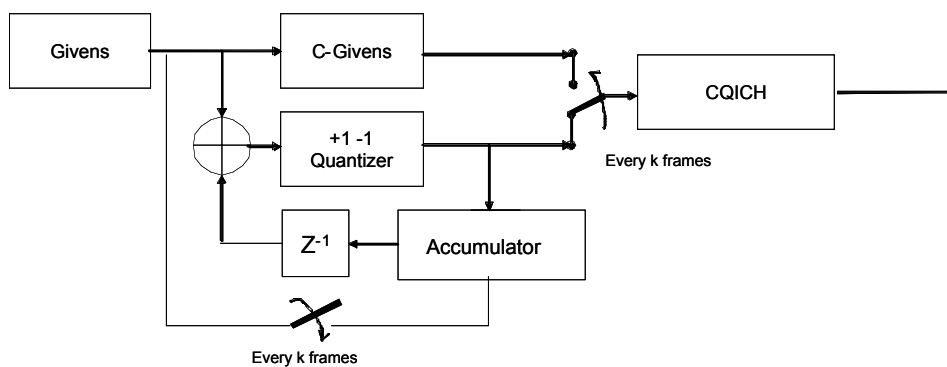 Givens
C-Givens
CQICH
+1 -1
Quantizer
Every k frames
Z-1
Accumulator
Every k frames